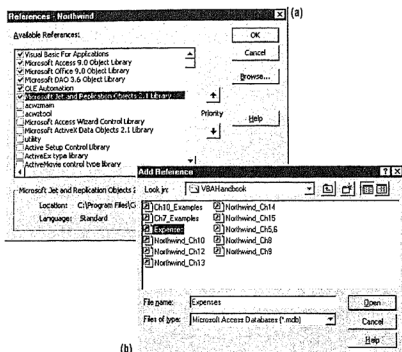 References - Northwind
(a)
Available References:
Visual Basic For Applications
Microsoft Access 9.0 Object Library
Microsoft Office 9.0 Object Library
Microsoft DAO 3.6 Object Library
OLE Automation
Microsoft Jet and Replication Objects 2.1 Library
acwzmain
acwztool
Microsoft Access Wizard Control Library
Microsoft ActiveX Data Objects 2.1 Library
utility
Active Setup Control Library
ActiveEx type library
ActiveMovie control type library
OK
Cancel
Browse...
Priority
Help
Microsoft Jet and Replication Objects 2
Location: C:\Program Files\C
Language: Standard
Add Reference
Look in: VBAHandbook
Ch10_Examples
Ch7_Examples
Expenses
Northwind_Ch10
Northwind_Ch12
Northwind_Ch13
Northwind_Ch14
Northwind_Ch15
Northwind_Ch5,6
Northwind_Ch8
Northwind_Ch9
File name: Expenses
Open
Files of type: Microsoft Access Databases (*.mdb)
Cancel
Help
(b)